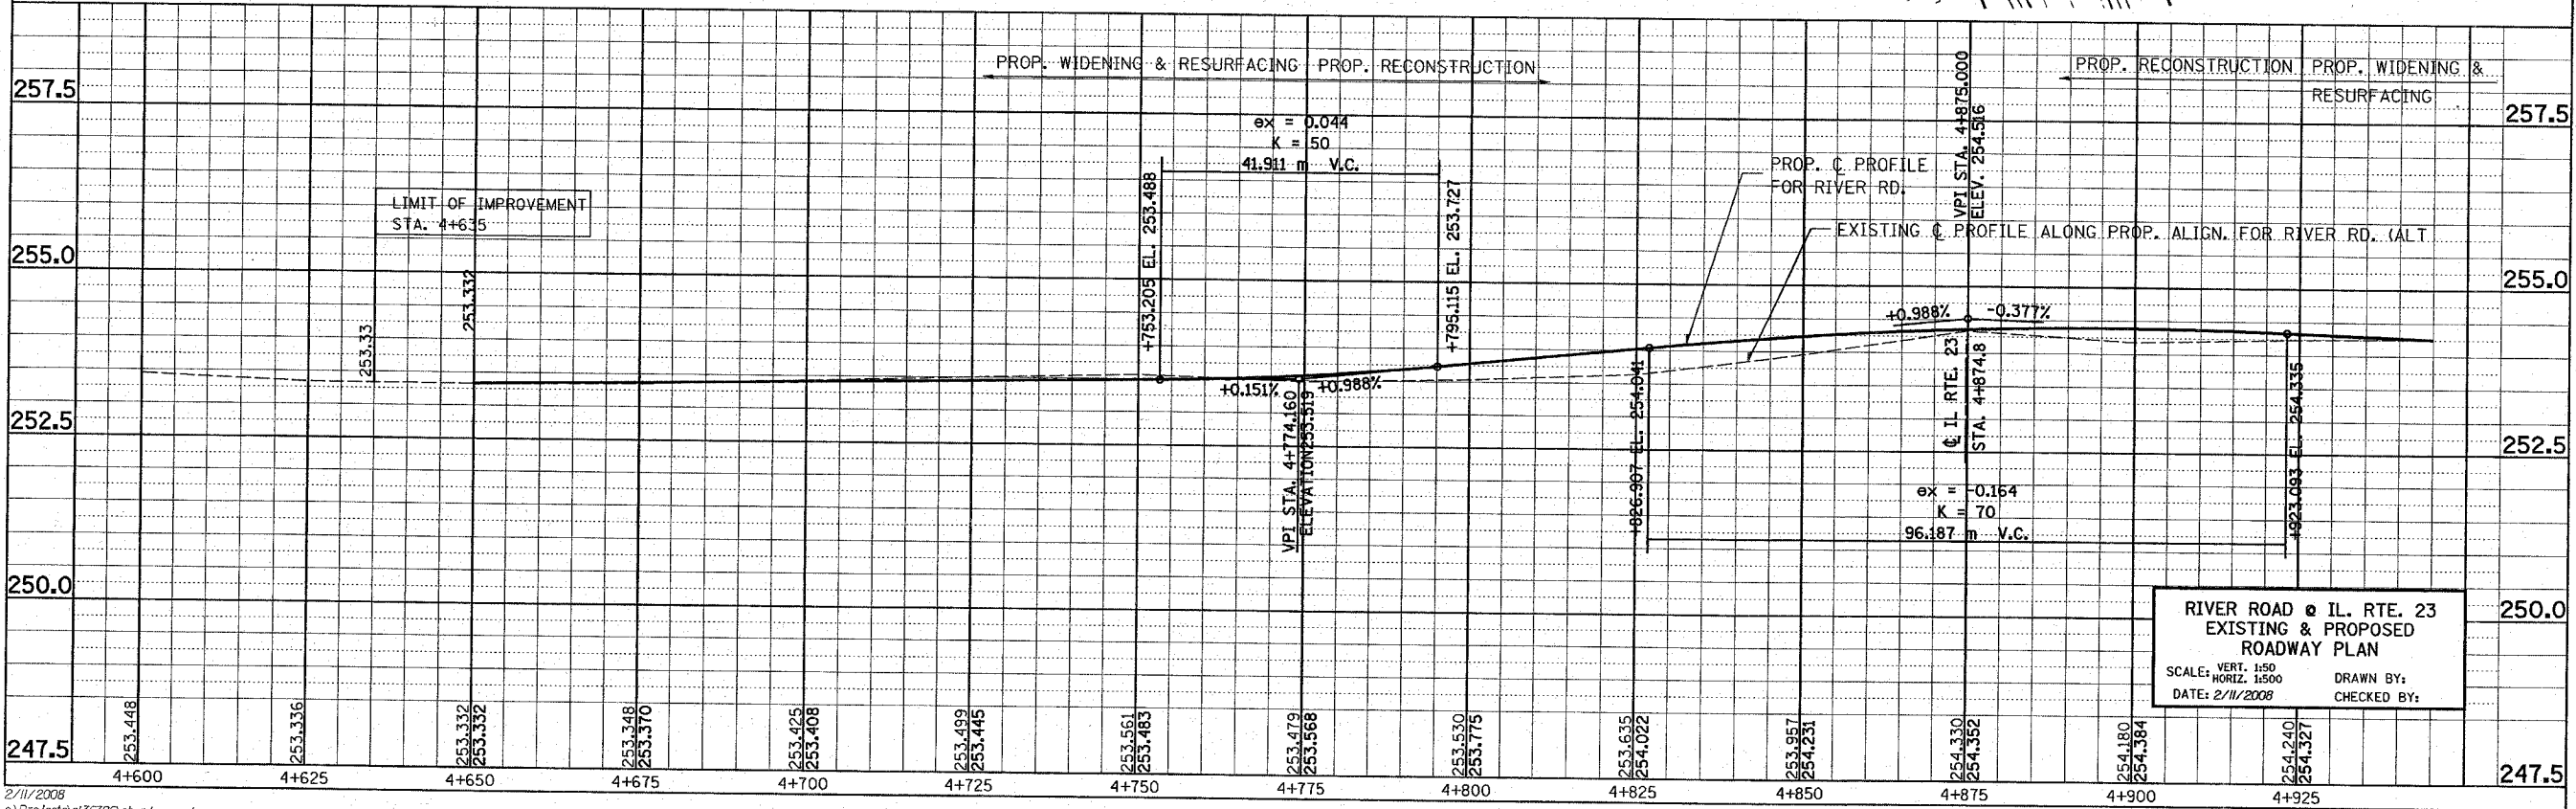 PROP. WIDENING & RESURFACING PROP. RECONSTRUCTION
PROP. RECONSTRUCTION PROP. WIDENING &
RESURFACING
257.5
257.5
ex = 0.044
K = 50
41.911 m V.C.
VPI STA. 4+875.000
ELEV. 254.516
PROP. ℄ PROFILE
FOR RIVER RD.
EXISTING ℄ PROFILE ALONG PROP. ALIGN. FOR RIVER RD. (ALT
LIMIT OF IMPROVEMENT
STA. 4+635
+753.205 EL. 253.488
+795.115 EL. 253.727
255.0
255.0
253.33
253.332
+0.988% -0.377%
+0.151% +0.988%
VPI STA. 4+774.160
ELEVATION 253.519
+826.907 EL. 254.041
℄ IL RTE. 23
STA. 4+874.8
+923.093 EL. 254.335
252.5
252.5
ex = -0.164
K = 70
96.187 m V.C.
250.0
250.0
RIVER ROAD @ IL. RTE. 23
EXISTING & PROPOSED
ROADWAY PLAN
SCALE: VERT. 1:50
HORIZ. 1:500
DRAWN BY:
DATE: 2/11/2008
CHECKED BY:
253.448
253.336
253.332
253.332
253.348
253.370
253.425
253.408
253.499
253.445
253.561
253.483
253.479
253.568
253.530
253.775
253.635
254.022
253.957
254.231
254.330
254.352
254.180
254.384
254.240
254.327
247.5
247.5
4+600 4+625 4+650 4+675 4+700 4+725 4+750 4+775 4+800 4+825 4+850 4+875 4+900 4+925
2/11/2008